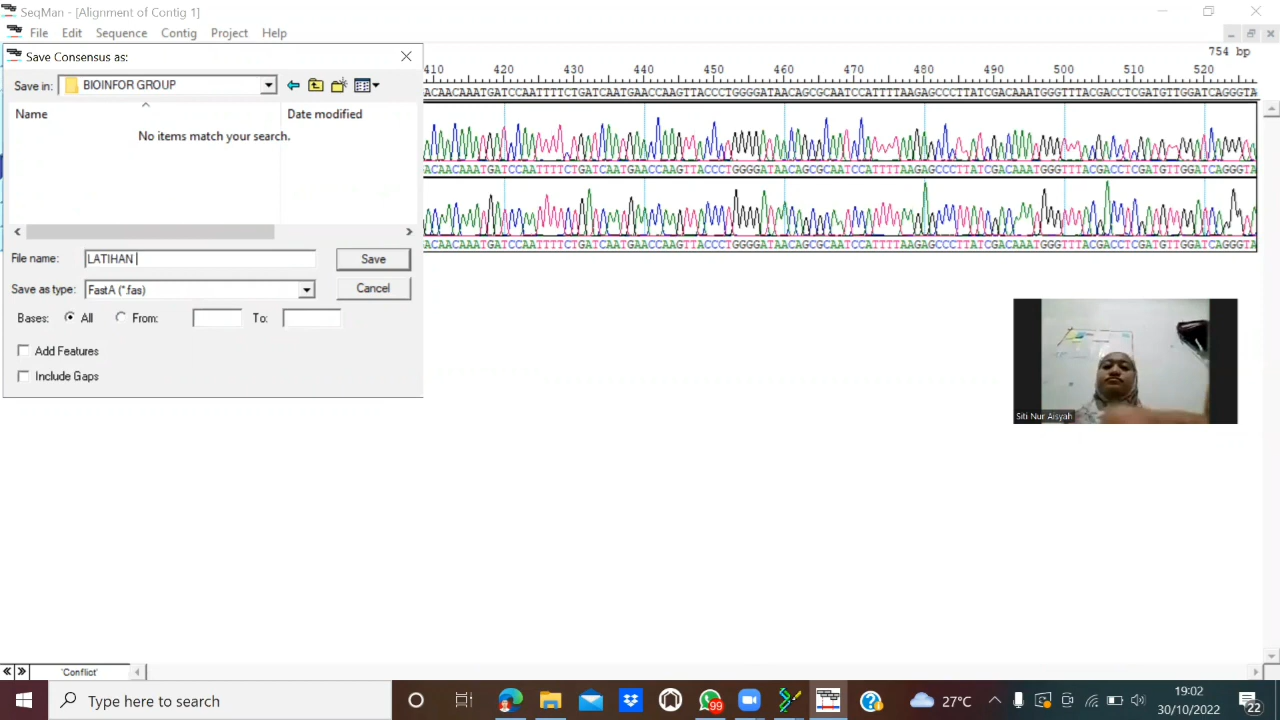 SeqMan - [Alignment of Contig 1]
File Edit Sequence Contig Project Help
754 bp
Save Consensus as:
Save in: BIOINFOR GROUP
Name Date modified
No items match your search.
File name: LATIHAN Save
Save as type: FastA (*.fas) Cancel
Bases: All From: To:
Add Features
Include Gaps
410 420 430 440 450 460 470 480 490 500 510 520
ACAACAAATGATCCAATTTTCTGATCAATGAACCAAGTTACCCTGGGGATAACAGCGCAATCCATTTTAAGAGCCCTTATCGACAAATGGGTTTACGACCTCGATGTTGGATCAGGGTA
ACAACAAATGATCCAATTTTCTGATCAATGAACCAAGTTACCCTGGGGATAACAGCGCAATCCATTTTAAGAGCCCTTATCGACAAATGGGTTTACGACCTCGATGTTGGATCAGGGTA
ACAACAAATGATCCAATTTTCTGATCAATGAACCAAGTTACCCTGGGGATAACAGCGCAATCCATTTTAAGAGCCCTTATCGACAAATGGGTTTACGACCTCGATGTTGGATCAGGGTA
Siti Nur Aisyah
'Conflict'
Type here to search
99
27°C
19:02
30/10/2022
22